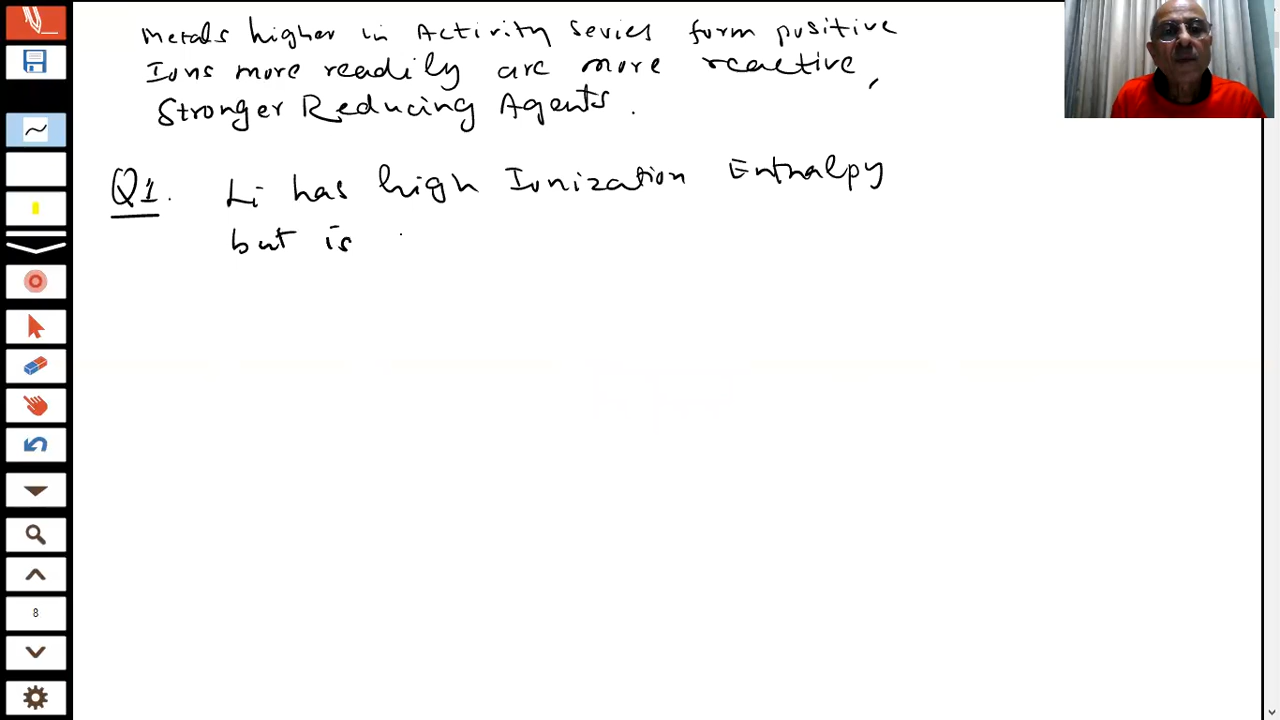 Metals higher in Activity Series form positive
Ions more readily are more reactive,
Stronger Reducing Agents.
Q1. Li has high Ionization Enthalpy
but is
8